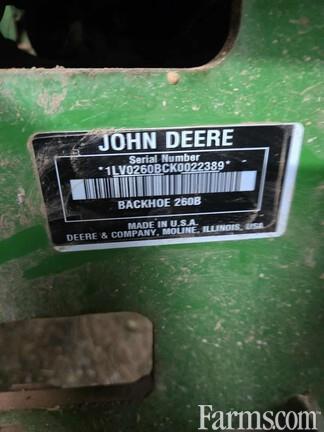 JOHN DEERE
Serial Number
*1LV0260BCK0022389*
BACKHOE 260B
MADE IN U.S.A.
DEERE & COMPANY, MOLINE, ILLINOIS, USA
Farms.com